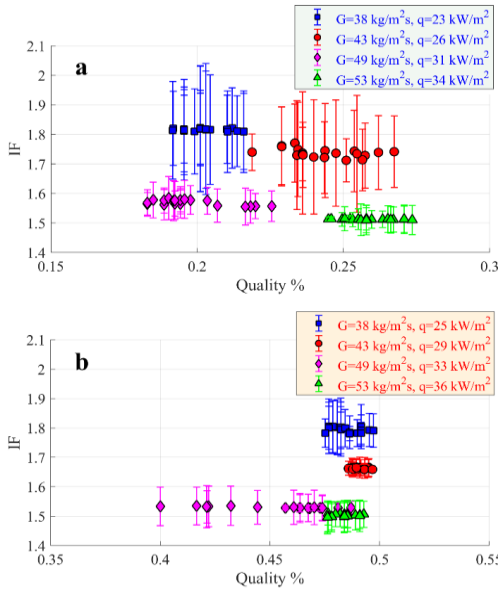 G=38 kg/m²s, q=23 kW/m²
G=43 kg/m²s, q=26 kW/m²
G=49 kg/m²s, q=31 kW/m²
G=53 kg/m²s, q=34 kW/m²
a
2.1
2
1.9
1.8
1.7
1.6
1.5
1.4
IF
0.15
0.2
0.25
0.3
Quality %
G=38 kg/m²s, q=25 kW/m²
G=43 kg/m²s, q=29 kW/m²
G=49 kg/m²s, q=33 kW/m²
G=53 kg/m²s, q=36 kW/m²
b
2.1
2
1.9
1.8
1.7
1.6
1.5
1.4
IF
0.35
0.4
0.45
0.5
0.55
Quality %